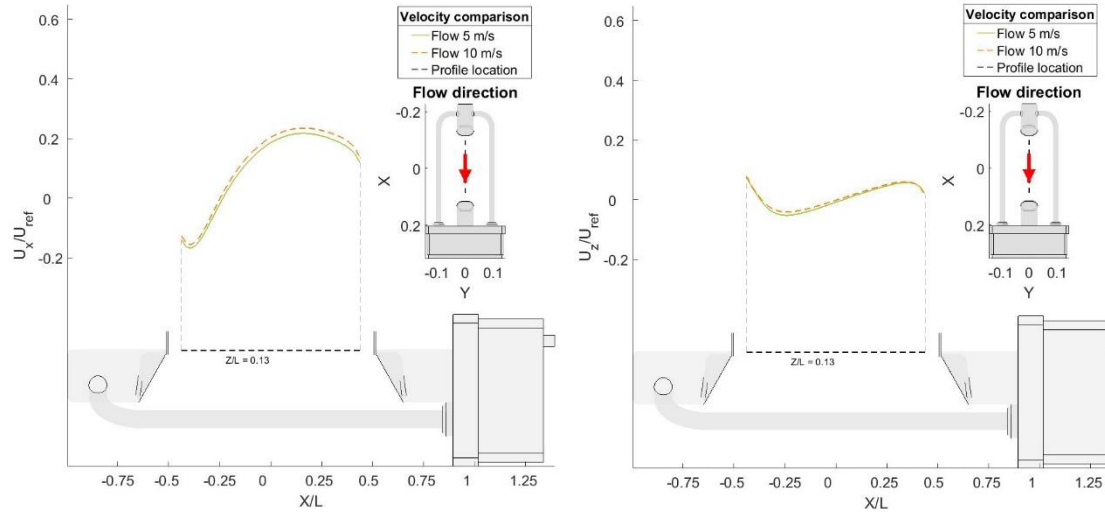 Velocity comparison
Flow 5 m/s
Flow 10 m/s
Profile location
Flow direction
-0.2
0
0.2
X
-0.1 0 0.1
Y
0.6
0.4
0.2
0
-0.2
Ux/Uref
Z/L = 0.13
-0.75 -0.5 -0.25 0 0.25 0.5 0.75 1 1.25
X/L
Velocity comparison
Flow 5 m/s
Flow 10 m/s
Profile location
Flow direction
-0.2
0
0.2
X
-0.1 0 0.1
Y
0.6
0.4
0.2
0
-0.2
Uz/Uref
Z/L = 0.13
-0.75 -0.5 -0.25 0 0.25 0.5 0.75 1 1.25
X/L